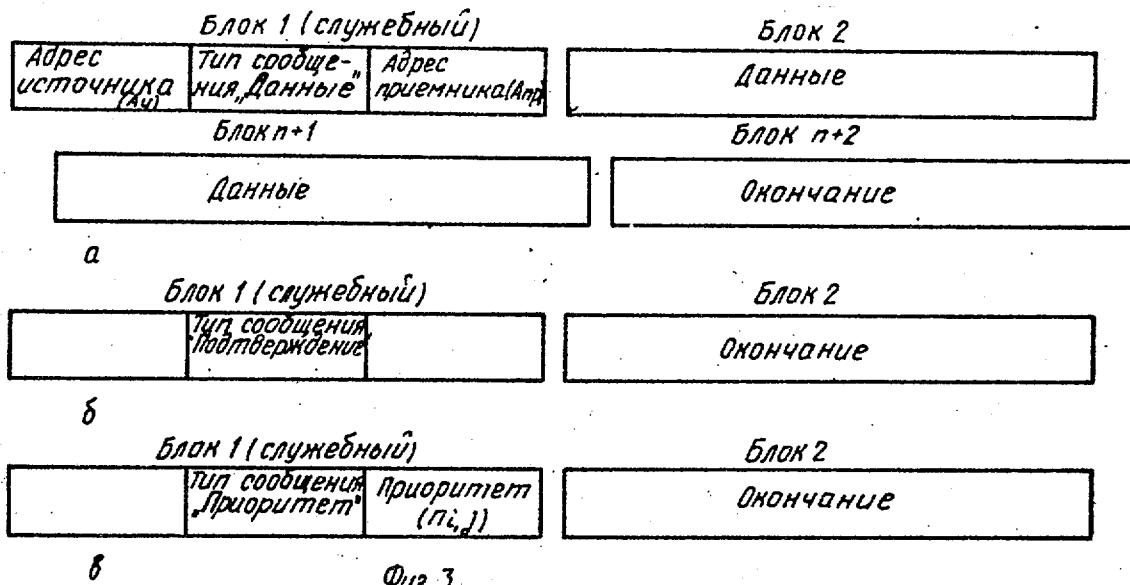 Блок 1 (служебный)
Блок 2
Адрес
источника
(Аи)
Тип сообще-
ния „Данные"
Адрес
приемника (Апр)
Данные
Блок n+1
Блок n+2
Данные
Окончание
а
Блок 1 (служебный)
Блок 2
Тип сообщения
"Подтверждение"
Окончание
б
Блок 1 (служебный)
Блок 2
Тип сообщения
„Приоритет"
Приоритет
(Пi,j)
Окончание
в
Фиг. 3